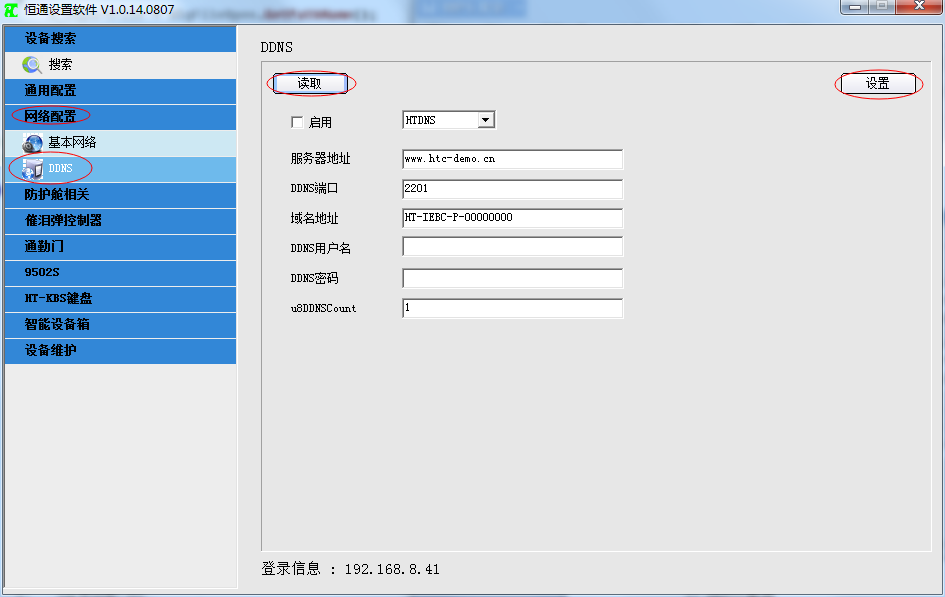 恒通设置软件 V1.0.14.0807
设备搜索
搜索
通用配置
网络配置
基本网络
DDNS
防护舱相关
催泪弹控制器
通勤门
9502S
HT-KBS键盘
智能设备箱
设备维护
DDNS
读取
设置
启用
HTDNS
服务器地址
www.htc-demo.cn
DDNS端口
2201
域名地址
HT-IEBC-P-00000000
DDNS用户名
DDNS密码
u8DDNSCount
1
登录信息 : 192.168.8.41